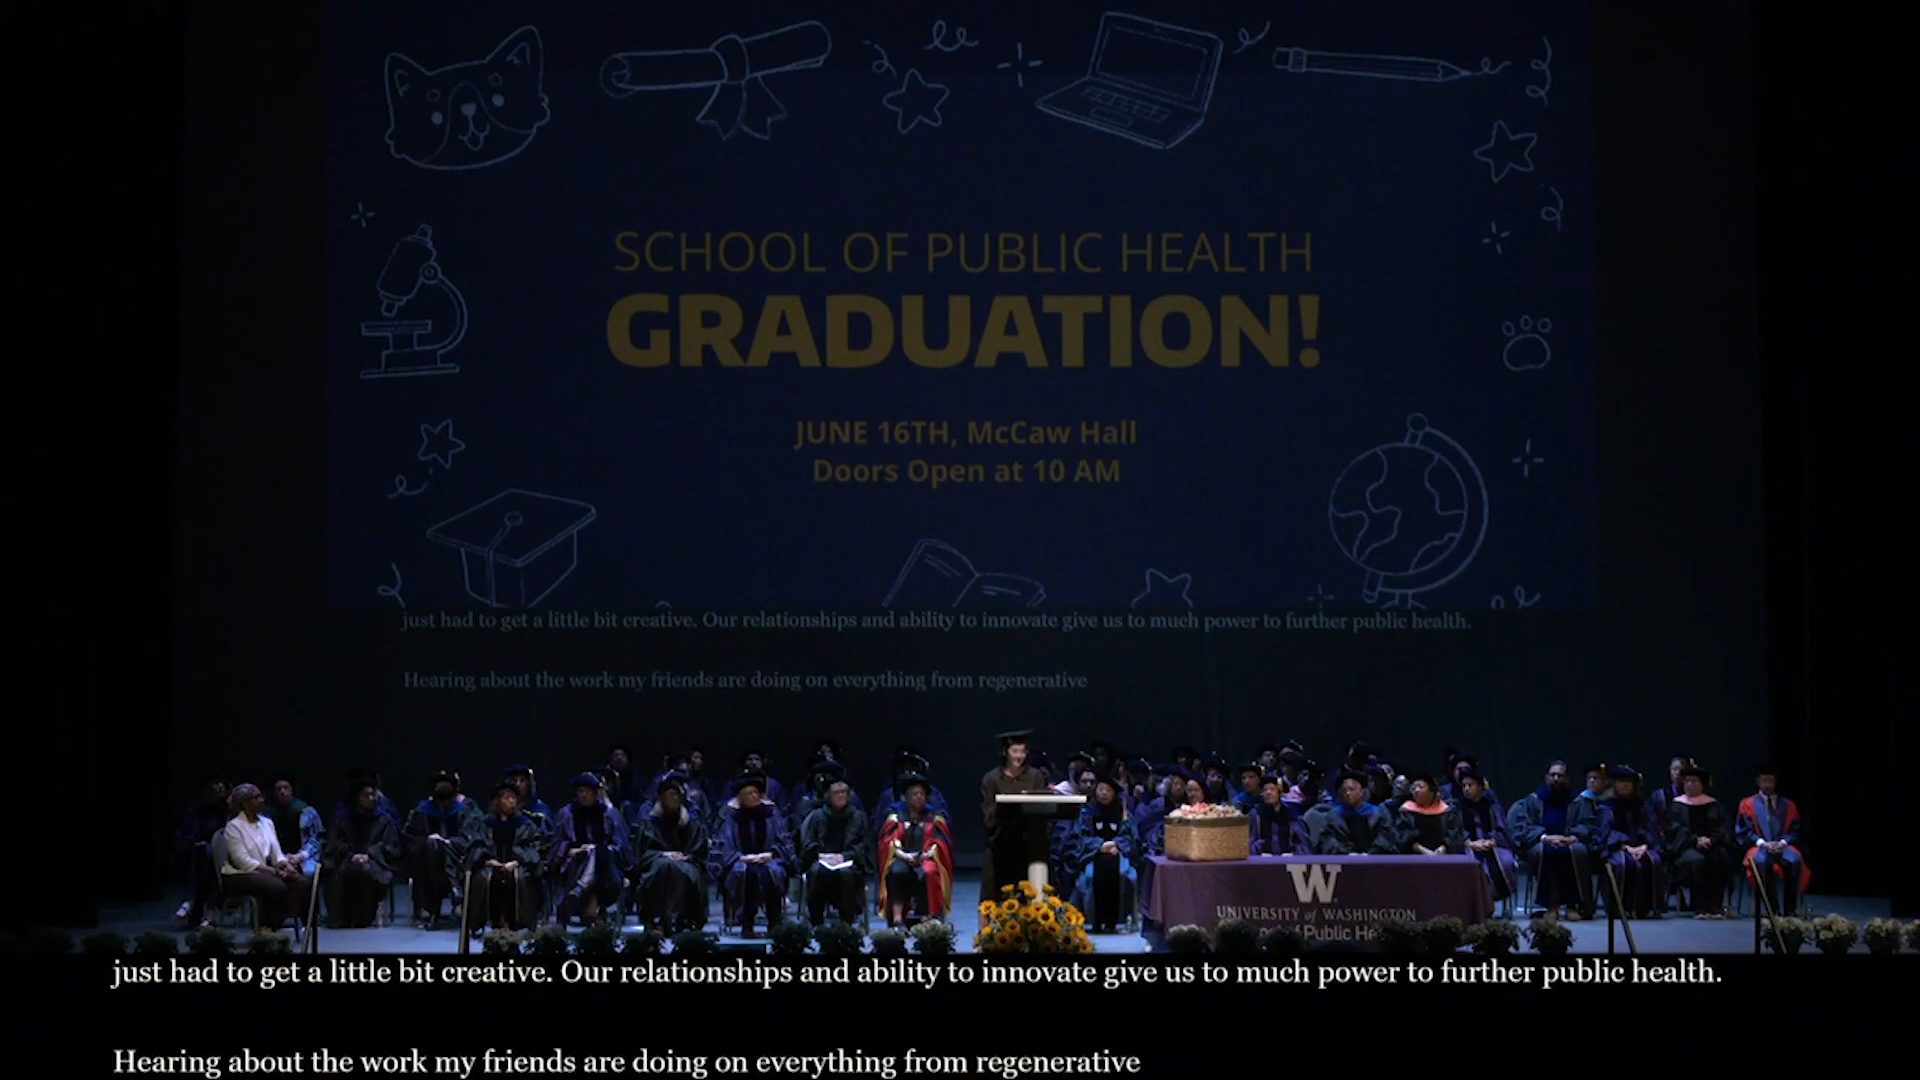 SCHOOL OF PUBLIC HEALTH
GRADUATION!
JUNE 16TH, McCaw Hall
Doors Open at 10 AM
just had to get a little bit creative. Our relationships and ability to innovate give us to much power to further public health.
Hearing about the work my friends are doing on everything from regenerative
W
UNIVERSITY of WASHINGTON
of Public
just had to get a little bit creative. Our relationships and ability to innovate give us to much power to further public health.
Hearing about the work my friends are doing on everything from regenerative